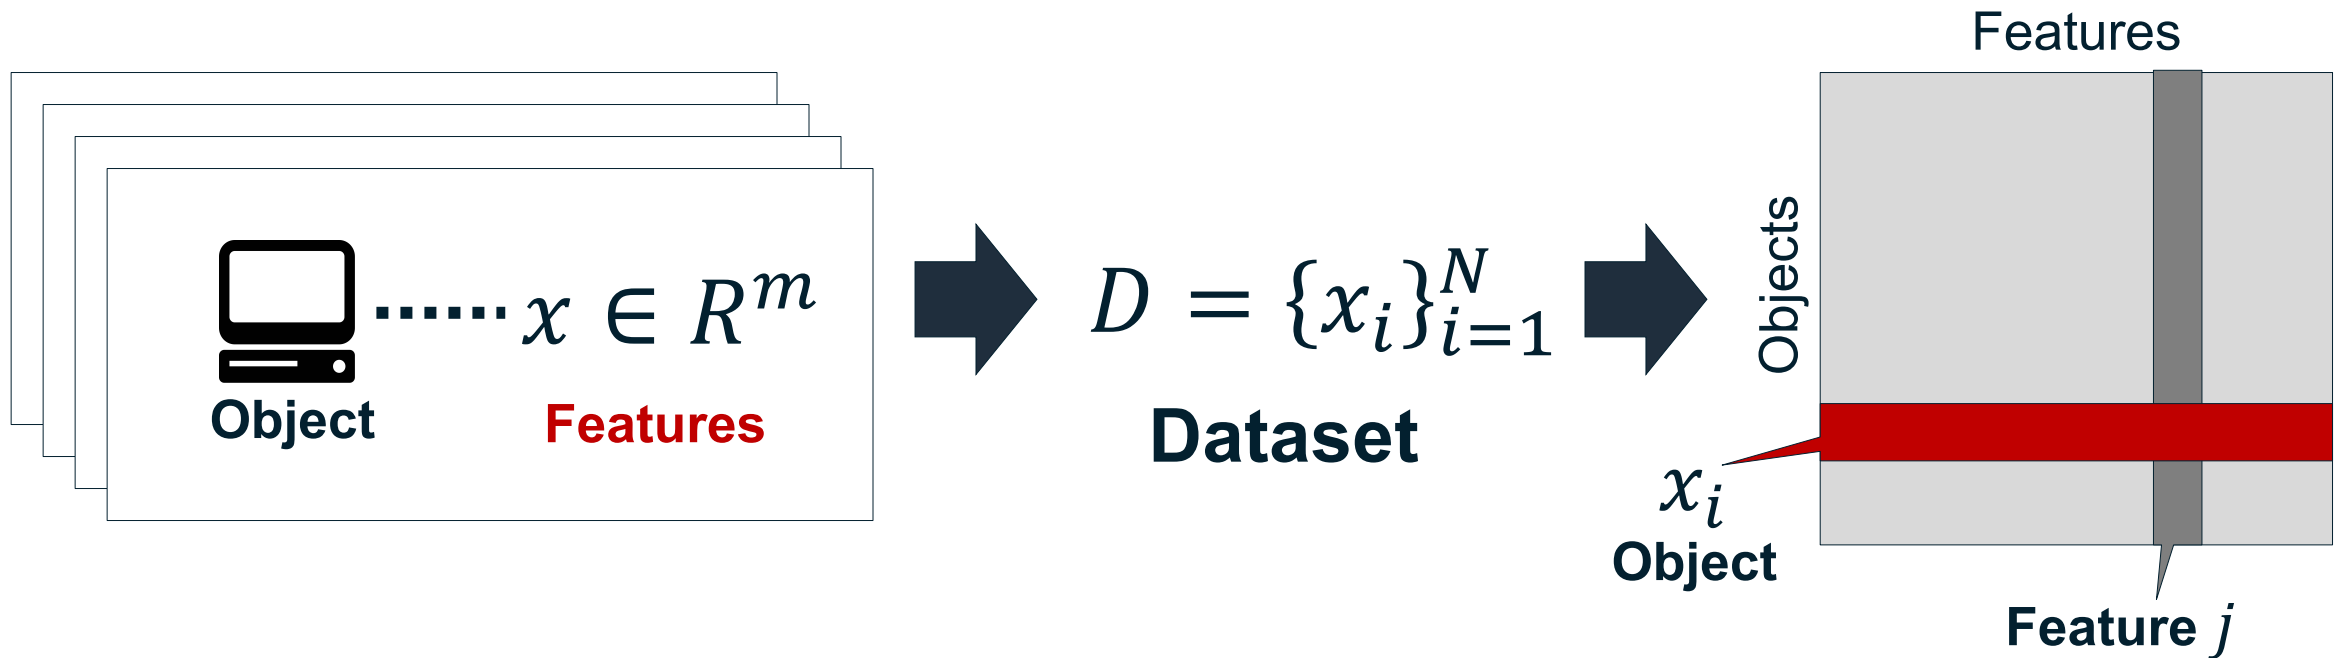 Object
x ∈ R^m
Features
D = {x_i}_{i=1}^N
Dataset
Features
Objects
x_i
Object
Feature j